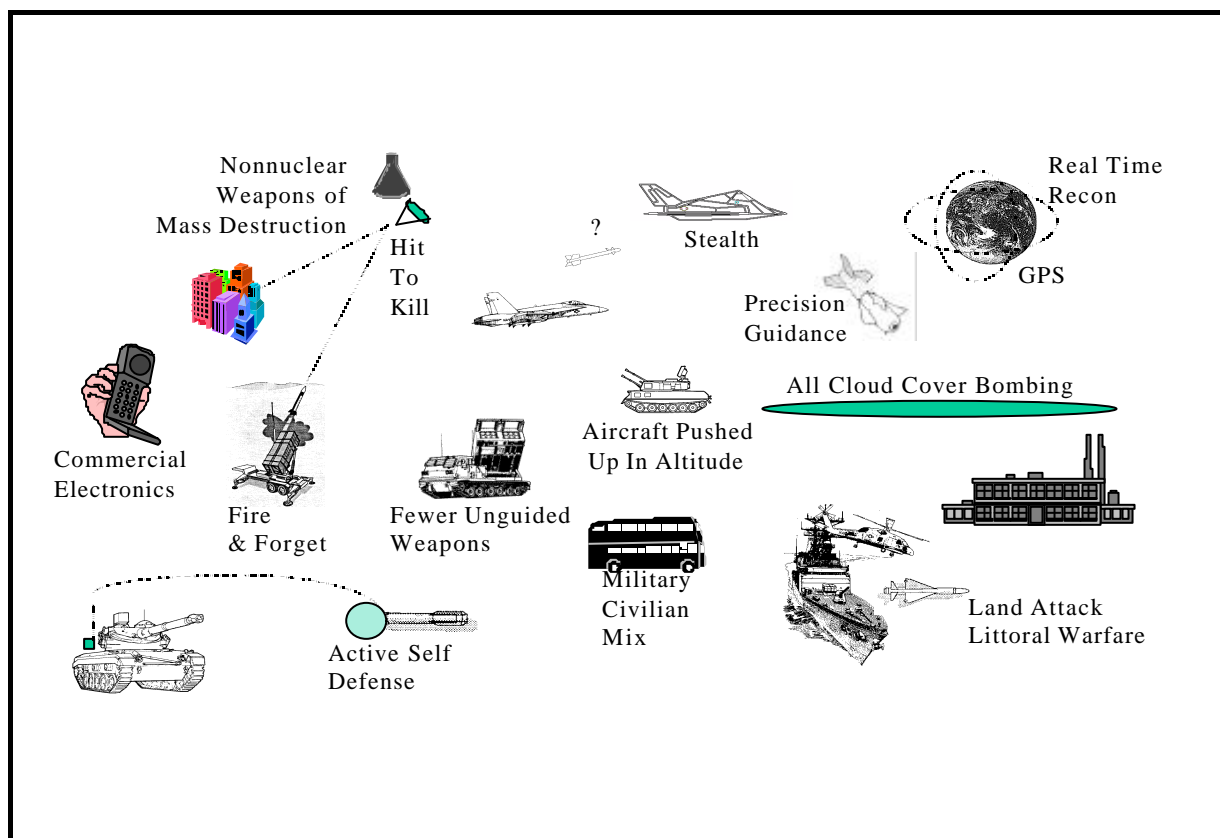 Nonnuclear
Weapons of
Mass Destruction
Hit
To
Kill
?
Stealth
Real Time
Recon
GPS
Precision
Guidance
All Cloud Cover Bombing
Commercial
Electronics
Fire
& Forget
Fewer Unguided
Weapons
Aircraft Pushed
Up In Altitude
Military
Civilian
Mix
Land Attack
Littoral Warfare
Active Self
Defense